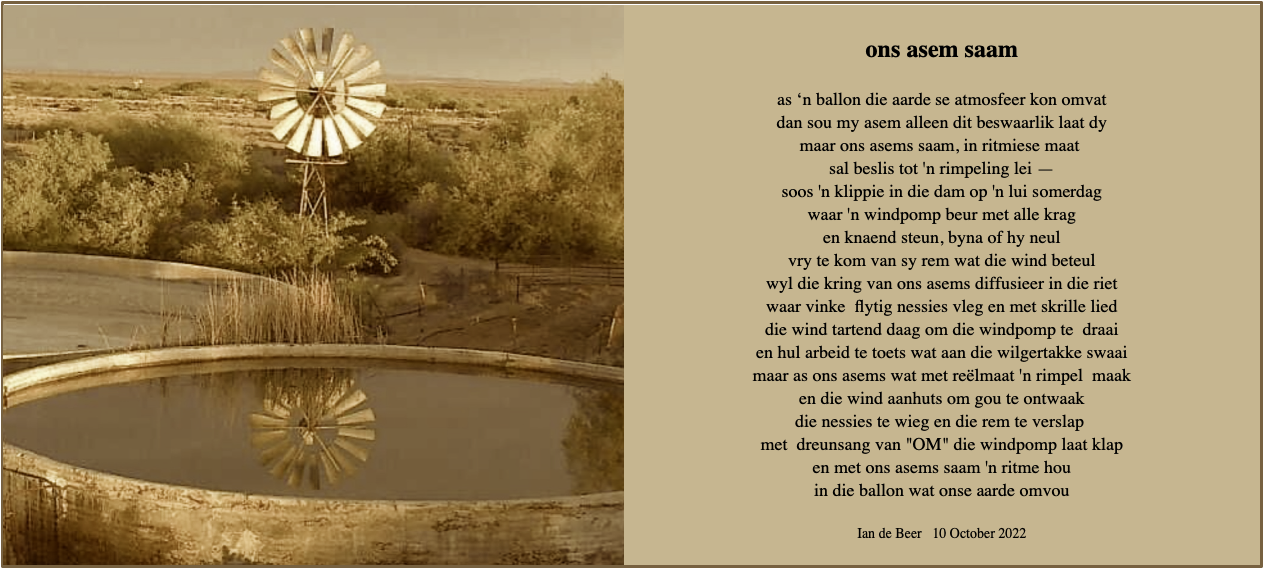 ons asem saam
as ‘n ballon die aarde se atmosfeer kon omvat
dan sou my asem alleen dit beswaarlik laat dy
maar ons asems saam, in ritmiese maat
sal beslis tot 'n rimpeling lei —
soos 'n klippie in die dam op 'n lui somerdag
waar 'n windpomp beur met alle krag
en knaend steun, byna of hy neul
vry te kom van sy rem wat die wind beteul
wyl die kring van ons asems diffusieer in die riet
waar vinke  flytig nessies vleg en met skrille lied
die wind tartend daag om die windpomp te  draai
en hul arbeid te toets wat aan die wilgertakke swaai
maar as ons asems wat met reëlmaat 'n rimpel  maak
en die wind aanhuts om gou te ontwaak
die nessies te wieg en die rem te verslap
met  dreunsang van "OM" die windpomp laat klap
en met ons asems saam 'n ritme hou
in die ballon wat onse aarde omvou
Ian de Beer   10 October 2022